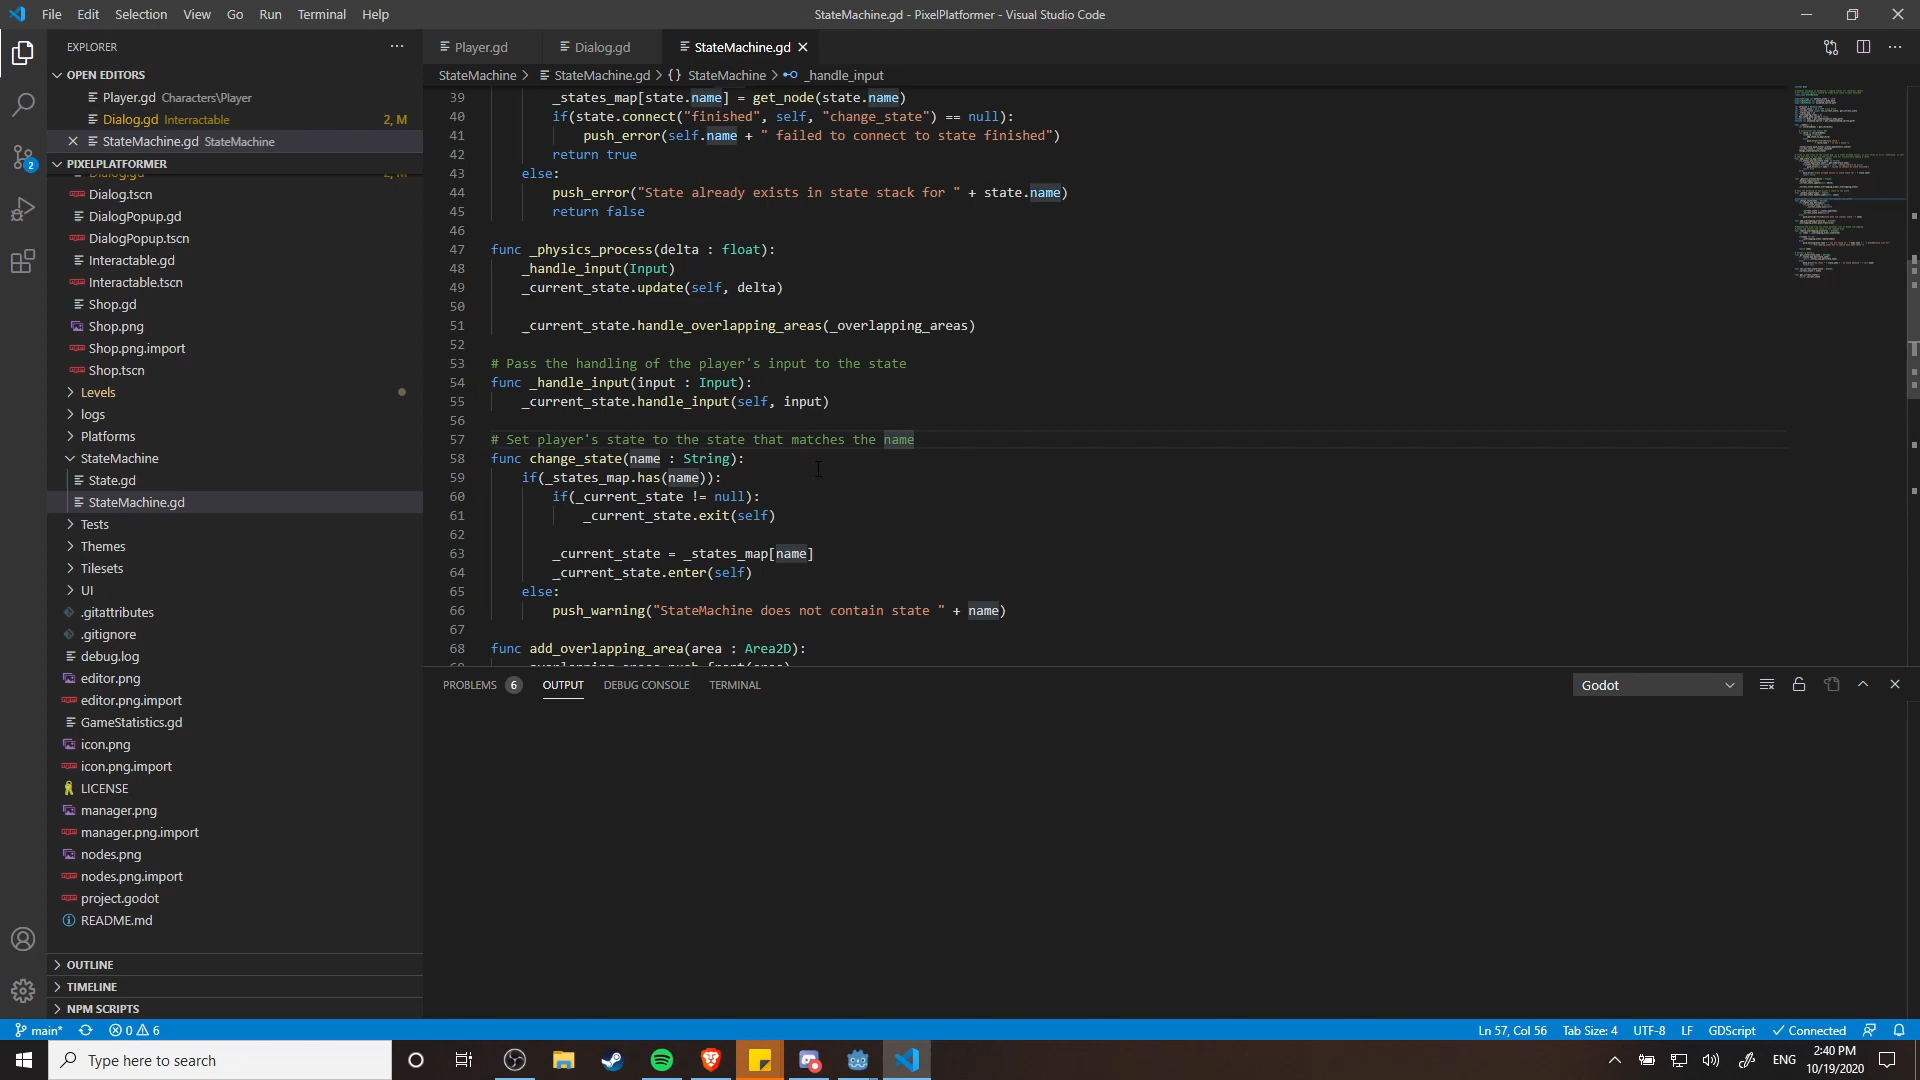 File Edit Selection View Go Run Terminal Help
StateMachine.gd - PixelPlatformer - Visual Studio Code
EXPLORER
OPEN EDITORS
Player.gd Characters\Player
Dialog.gd Interractable 2, M
StateMachine.gd StateMachine
PIXELPLATFORMER
2, M
Dialog.tscn
DialogPopup.gd
DialogPopup.tscn
Interactable.gd
Interactable.tscn
Shop.gd
Shop.png
Shop.png.import
Shop.tscn
Levels
logs
Platforms
StateMachine
State.gd
StateMachine.gd
Tests
Themes
Tilesets
UI
.gitattributes
.gitignore
debug.log
editor.png
editor.png.import
GameStatistics.gd
icon.png
icon.png.import
LICENSE
manager.png
manager.png.import
nodes.png
nodes.png.import
project.godot
README.md
OUTLINE
TIMELINE
NPM SCRIPTS
2
Player.gd Dialog.gd StateMachine.gd
StateMachine > StateMachine.gd > {} StateMachine > _handle_input
39 _states_map[state.name] = get_node(state.name)
40 if(state.connect("finished", self, "change_state") == null):
41 push_error(self.name + " failed to connect to state finished")
42 return true
43 else:
44 push_error("State already exists in state stack for " + state.name)
45 return false
46
47 func _physics_process(delta : float):
48 _handle_input(Input)
49 _current_state.update(self, delta)
50
51 _current_state.handle_overlapping_areas(_overlapping_areas)
52
53 # Pass the handling of the player's input to the state
54 func _handle_input(input : Input):
55 _current_state.handle_input(self, input)
56
57 # Set player's state to the state that matches the name
58 func change_state(name : String):
59 if(_states_map.has(name)):
60 if(_current_state != null):
61 _current_state.exit(self)
62
63 _current_state = _states_map[name]
64 _current_state.enter(self)
65 else:
66 push_warning("StateMachine does not contain state " + name)
67
68 func add_overlapping_area(area : Area2D):
PROBLEMS 6 OUTPUT DEBUG CONSOLE TERMINAL
Godot
main* 0 6
Ln 57, Col 56 Tab Size: 4 UTF-8 LF GDScript Connected
Type here to search
ENG
2:40 PM
10/19/2020